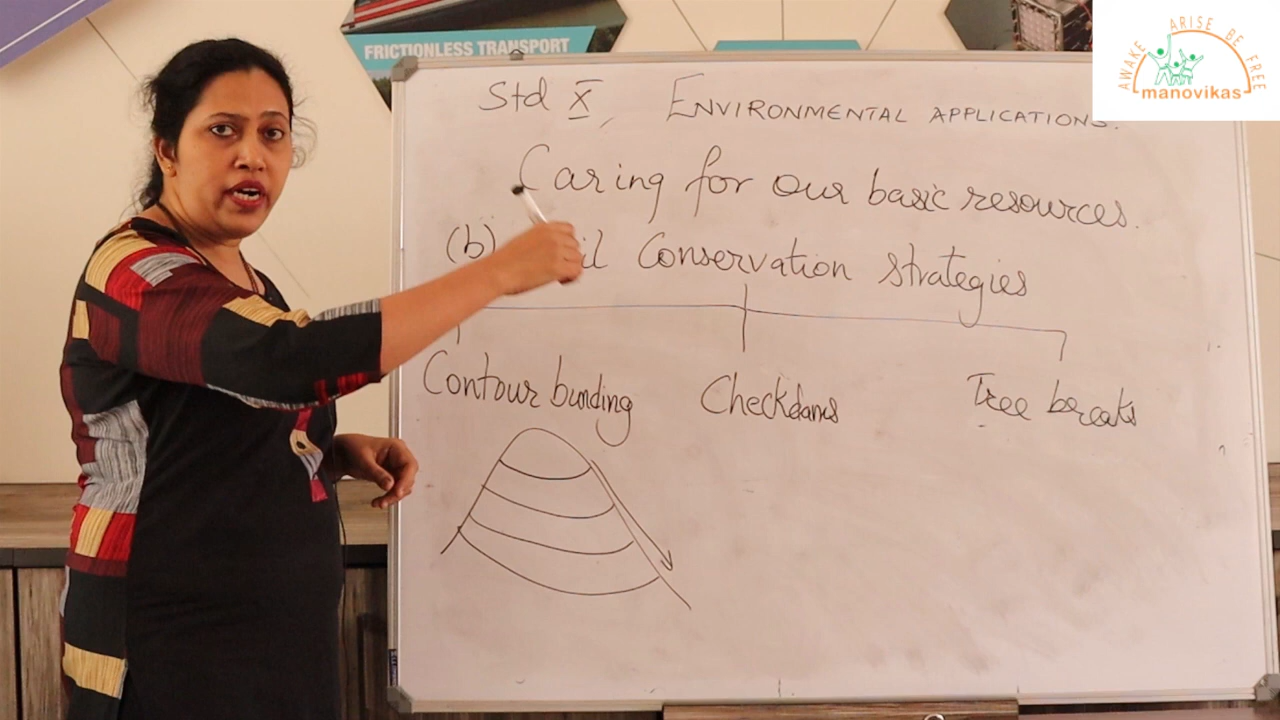 FRICTIONLESS TRANSPORT
AWAKE ARISE BE FREE
manovikas
Std X, ENVIRONMENTAL APPLICATIONS.
Caring for our basic resources.
(b) il Conservation strategies
Contour bunding Checkdams Tree breaks